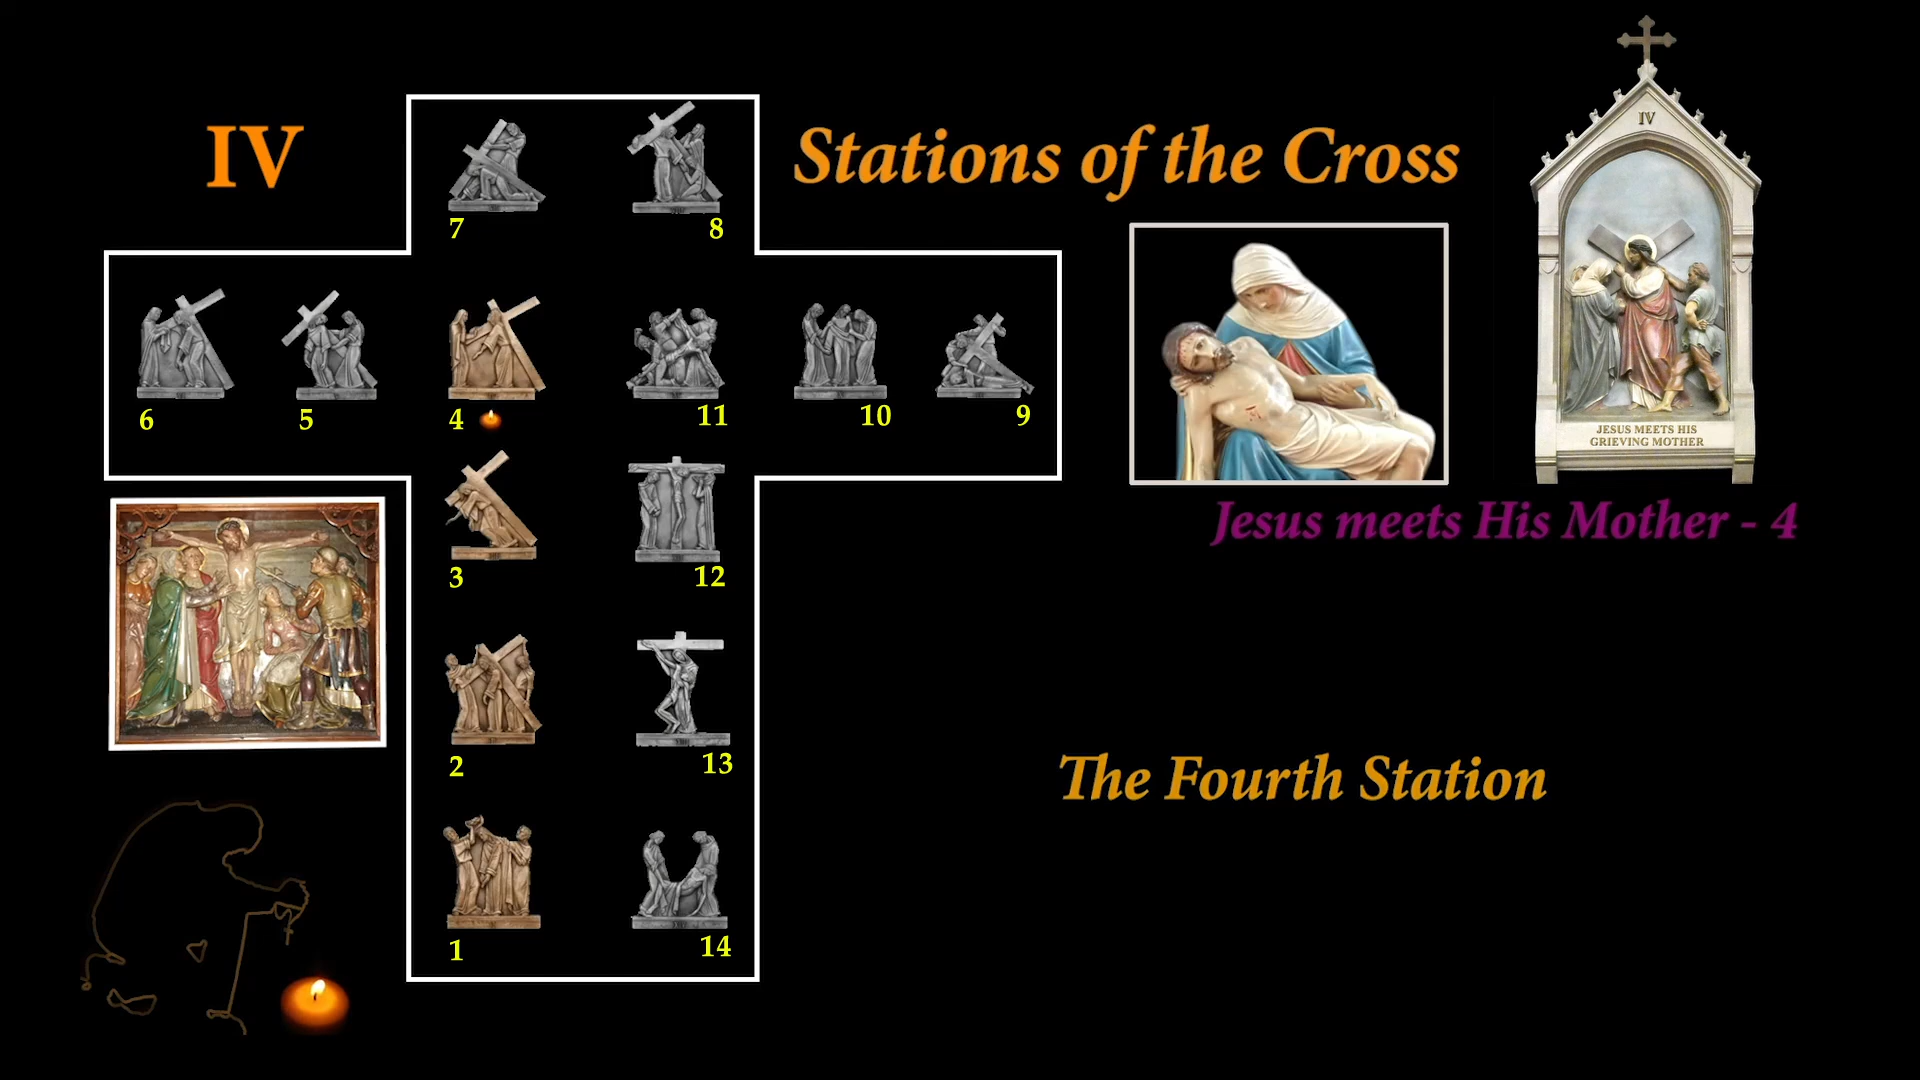 IV
Stations of the Cross
IV
7
8
JESUS MEETS HIS
GRIEVING MOTHER
6
5
4
11
10
9
Jesus meets His Mother - 4
3
12
2
13
The Fourth Station
1
14